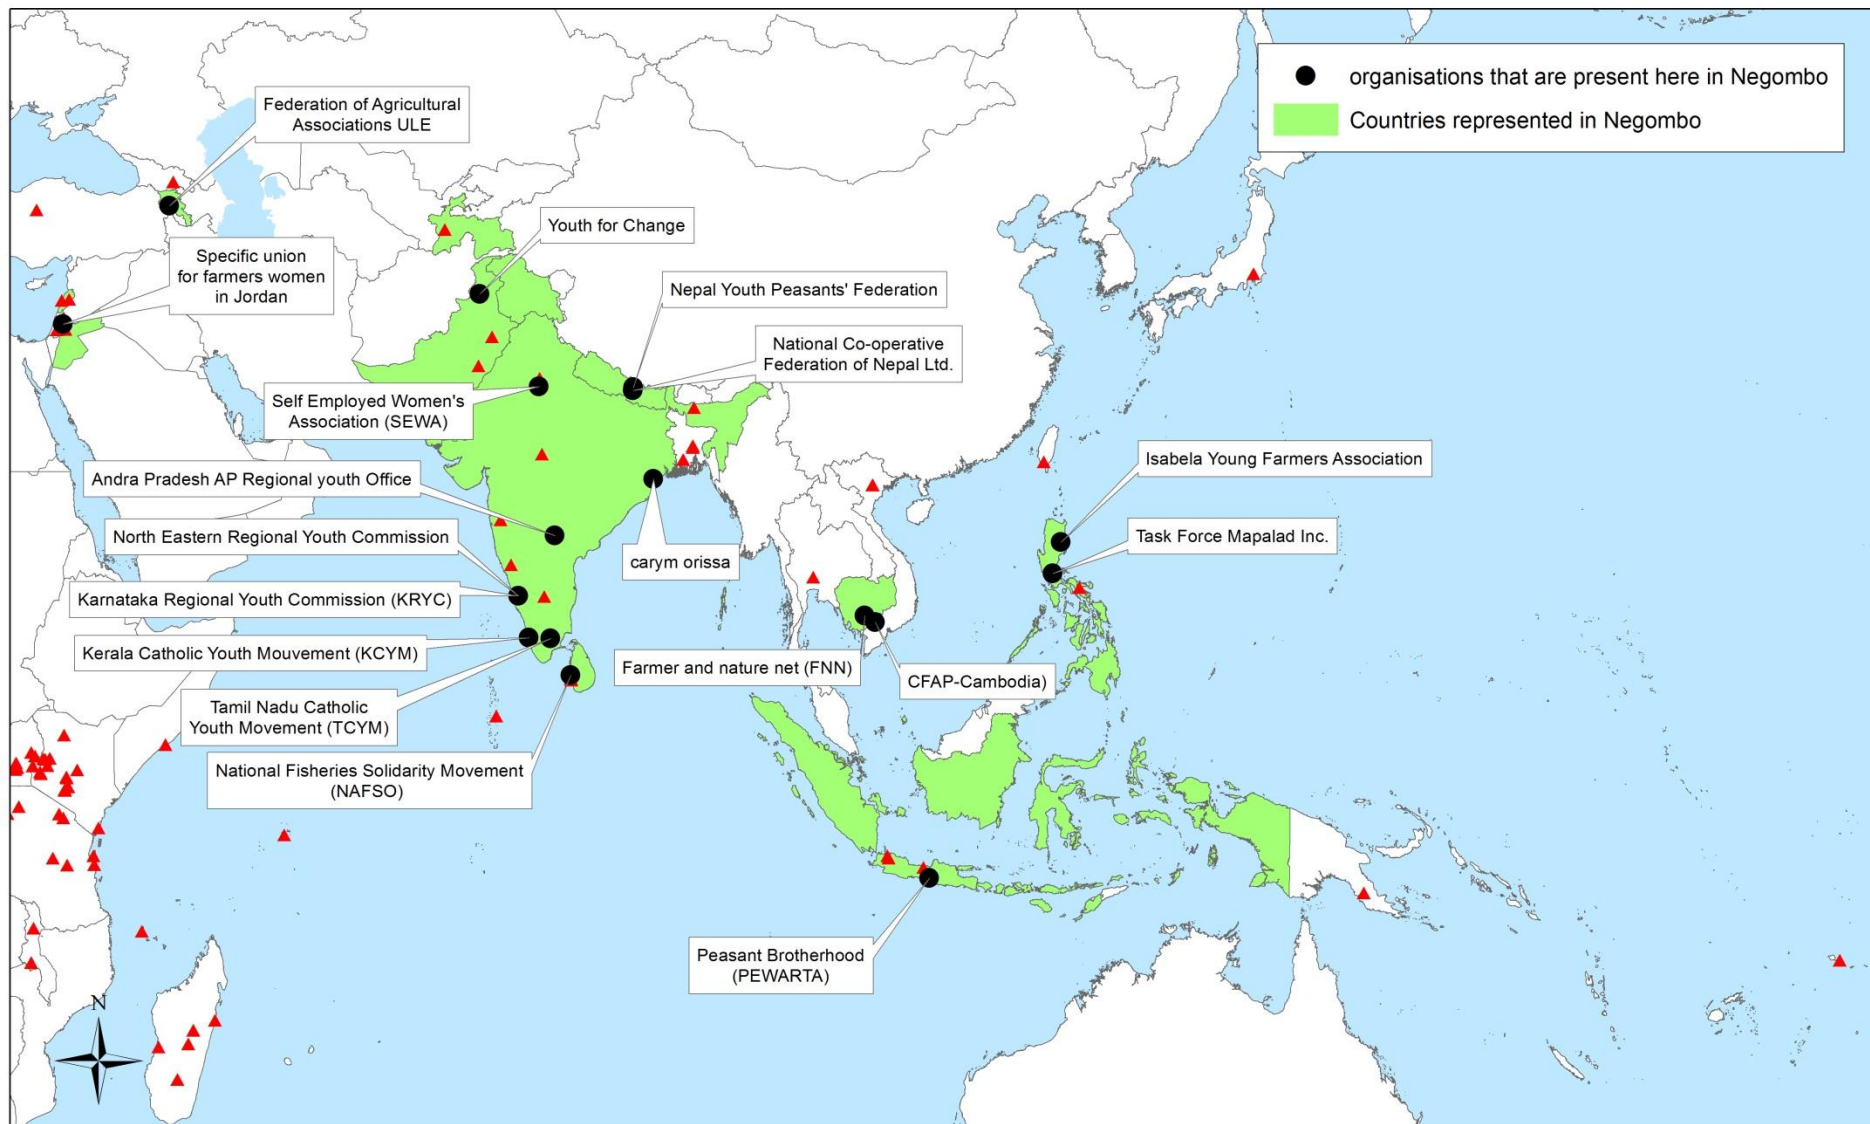 organisations that are present here in Negombo
Countries represented in Negombo
Federation of Agricultural
Associations ULE
Specific union
for farmers women
in Jordan
Youth for Change
Nepal Youth Peasants' Federation
National Co-operative
Federation of Nepal Ltd.
Self Employed Women's
Association (SEWA)
Andra Pradesh AP Regional youth Office
North Eastern Regional Youth Commission
carym orissa
Karnataka Regional Youth Commission (KRYC)
Kerala Catholic Youth Mouvement (KCYM)
Tamil Nadu Catholic
Youth Movement (TCYM)
National Fisheries Solidarity Movement
(NAFSO)
Isabela Young Farmers Association
Task Force Mapalad Inc.
Farmer and nature net (FNN)
CFAP-Cambodia)
Peasant Brotherhood
(PEWARTA)
N